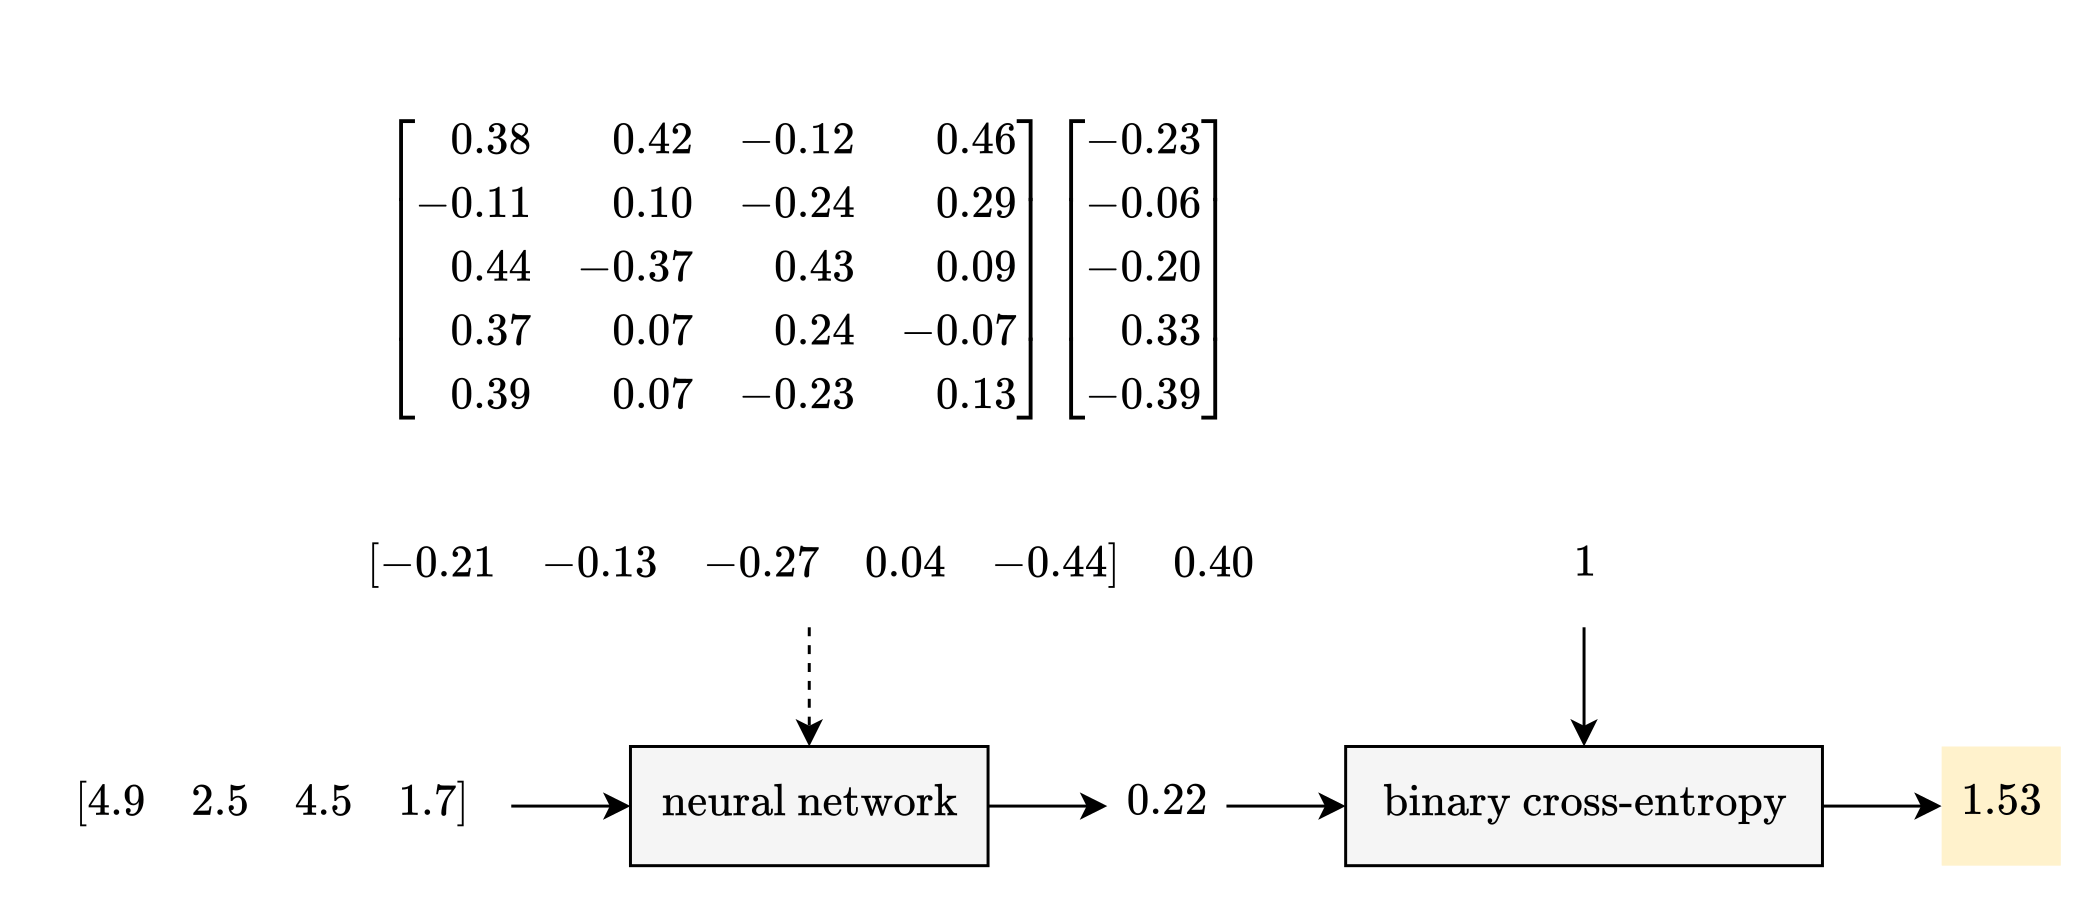 0.38 0.42 −0.12 0.46 −0.23
−0.11 0.10 −0.24 0.29 −0.06
0.44 −0.37 0.43 0.09 −0.20
0.37 0.07 0.24 −0.07 0.33
0.39 0.07 −0.23 0.13 −0.39
[−0.21 −0.13 −0.27 0.04 −0.44] 0.40 1
[4.9 2.5 4.5 1.7] neural network 0.22 binary cross-entropy 1.53